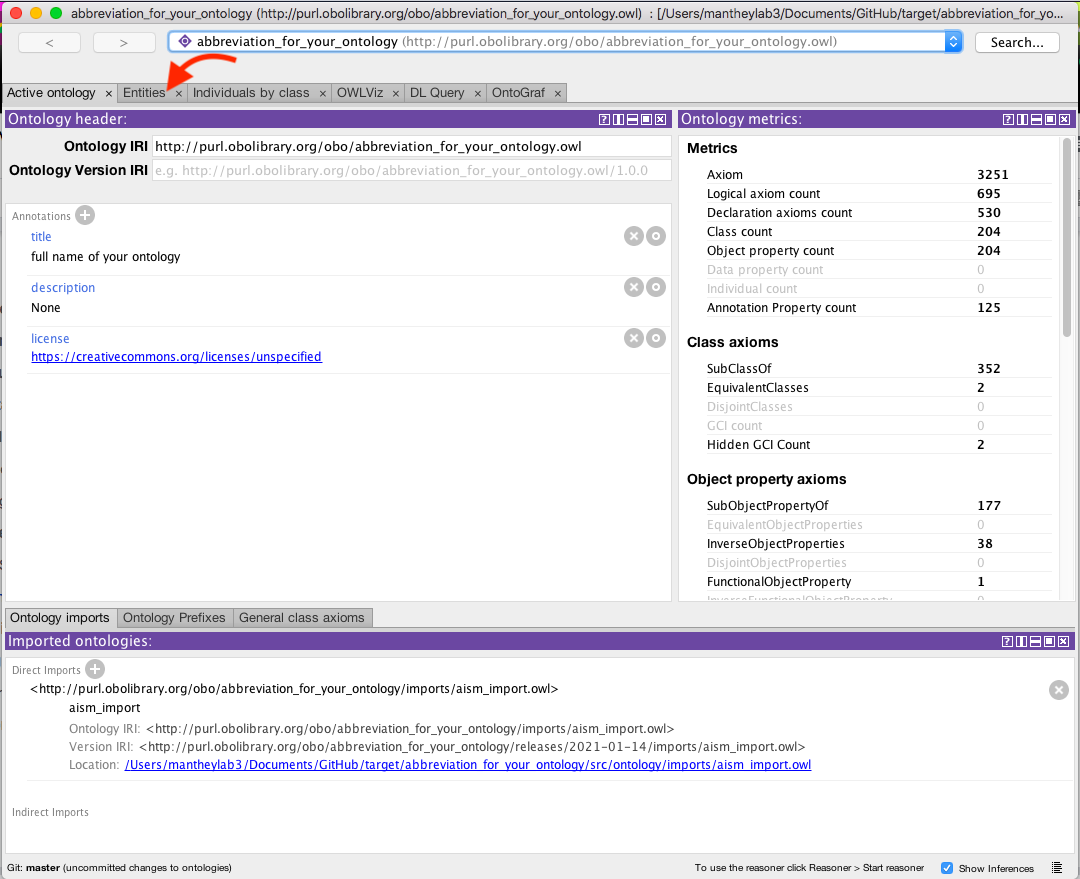 abbreviation_for_your_ontology (http://purl.obolibrary.org/obo/abbreviation_for_your_ontology.owl) : [/Users/mantheylab3/Documents/GitHub/target/abbreviation_for_yo...
< > abbreviation_for_your_ontology (http://purl.obolibrary.org/obo/abbreviation_for_your_ontology.owl) Search...
Active ontology × Entities × Individuals by class × OWLViz × DL Query × OntoGraf ×
Ontology header:
Ontology IRI http://purl.obolibrary.org/obo/abbreviation_for_your_ontology.owl
Ontology Version IRI e.g. http://purl.obolibrary.org/obo/abbreviation_for_your_ontology.owl/1.0.0
Annotations
title
full name of your ontology
description
None
license
https://creativecommons.org/licenses/unspecified
Ontology metrics:
Metrics
Axiom 3251
Logical axiom count 695
Declaration axioms count 530
Class count 204
Object property count 204
Data property count 0
Individual count 0
Annotation Property count 125
Class axioms
SubClassOf 352
EquivalentClasses 2
DisjointClasses 0
GCI count 0
Hidden GCI Count 2
Object property axioms
SubObjectPropertyOf 177
EquivalentObjectProperties 0
InverseObjectProperties 38
DisjointObjectProperties 0
FunctionalObjectProperty 1
InverseFunctionalObjectProperty 0
Ontology imports Ontology Prefixes General class axioms
Imported ontologies:
Direct Imports
<http://purl.obolibrary.org/obo/abbreviation_for_your_ontology/imports/aism_import.owl>
aism_import
Ontology IRI: <http://purl.obolibrary.org/obo/abbreviation_for_your_ontology/imports/aism_import.owl>
Version IRI: <http://purl.obolibrary.org/obo/abbreviation_for_your_ontology/releases/2021-01-14/imports/aism_import.owl>
Location: /Users/mantheylab3/Documents/GitHub/target/abbreviation_for_your_ontology/src/ontology/imports/aism_import.owl
Indirect Imports
Git: master (uncommitted changes to ontologies) To use the reasoner click Reasoner > Start reasoner Show Inferences